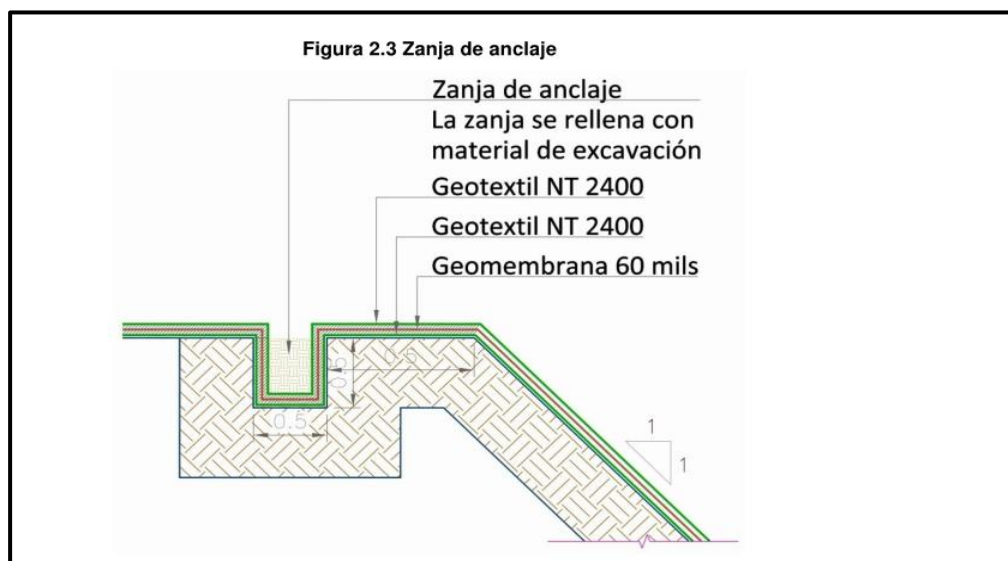 Figura 2.3 Zanja de anclaje
Zanja de anclaje
La zanja se rellena con
material de excavación
Geotextil NT 2400
Geotextil NT 2400
Geomembrana 60 mils
0.5
0.5
0.5
1
1